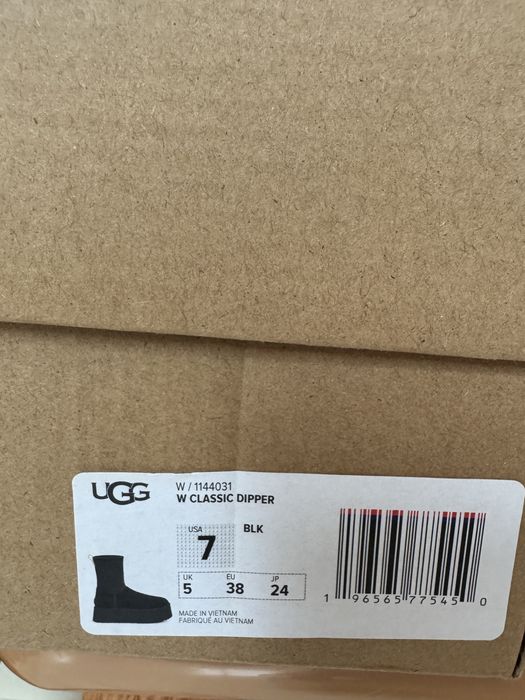 UGG
W / 1144031
W CLASSIC DIPPER
USA
7
BLK
UK EU JP
5 38 24
MADE IN VIETNAM
FABRIQUÉ AU VIETNAM
1 96565 77545 0